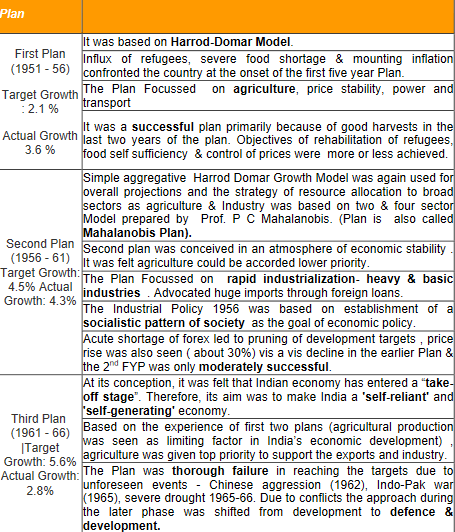 Plan
First Plan
(1951 - 56)
Target Growth
: 2.1 %
Actual Growth
3.6 %
It was based on Harrod-Domar Model.
Influx of refugees, severe food shortage & mounting inflation
confronted the country at the onset of the first five year Plan.
The Plan Focussed on agriculture, price stability, power and
transport
It was a successful plan primarily because of good harvests in the
last two years of the plan. Objectives of rehabilitation of refugees,
food self sufficiency & control of prices were more or less achieved.
Second Plan
(1956 - 61)
Target Growth:
4.5% Actual
Growth: 4.3%
Simple aggregative Harrod Domar Growth Model was again used for
overall projections and the strategy of resource allocation to broad
sectors as agriculture & Industry was based on two & four sector
Model prepared by Prof. P C Mahalanobis. (Plan is also called
Mahalanobis Plan).
Second plan was conceived in an atmosphere of economic stability .
It was felt agriculture could be accorded lower priority.
The Plan Focussed on rapid industrialization- heavy & basic
industries . Advocated huge imports through foreign loans.
The Industrial Policy 1956 was based on establishment of a
socialistic pattern of society as the goal of economic policy.
Acute shortage of forex led to pruning of development targets , price
rise was also seen ( about 30%) vis a vis decline in the earlier Plan &
the 2nd FYP was only moderately successful.
Third Plan
(1961 - 66)
|Target
Growth: 5.6%
Actual Growth:
2.8%
At its conception, it was felt that Indian economy has entered a “take-
off stage”. Therefore, its aim was to make India a 'self-reliant' and
'self-generating' economy.
Based on the experience of first two plans (agricultural production
was seen as limiting factor in India’s economic development) ,
agriculture was given top priority to support the exports and industry.
The Plan was thorough failure in reaching the targets due to
unforeseen events - Chinese aggression (1962), Indo-Pak war
(1965), severe drought 1965-66. Due to conflicts the approach during
the later phase was shifted from development to defence &
development.